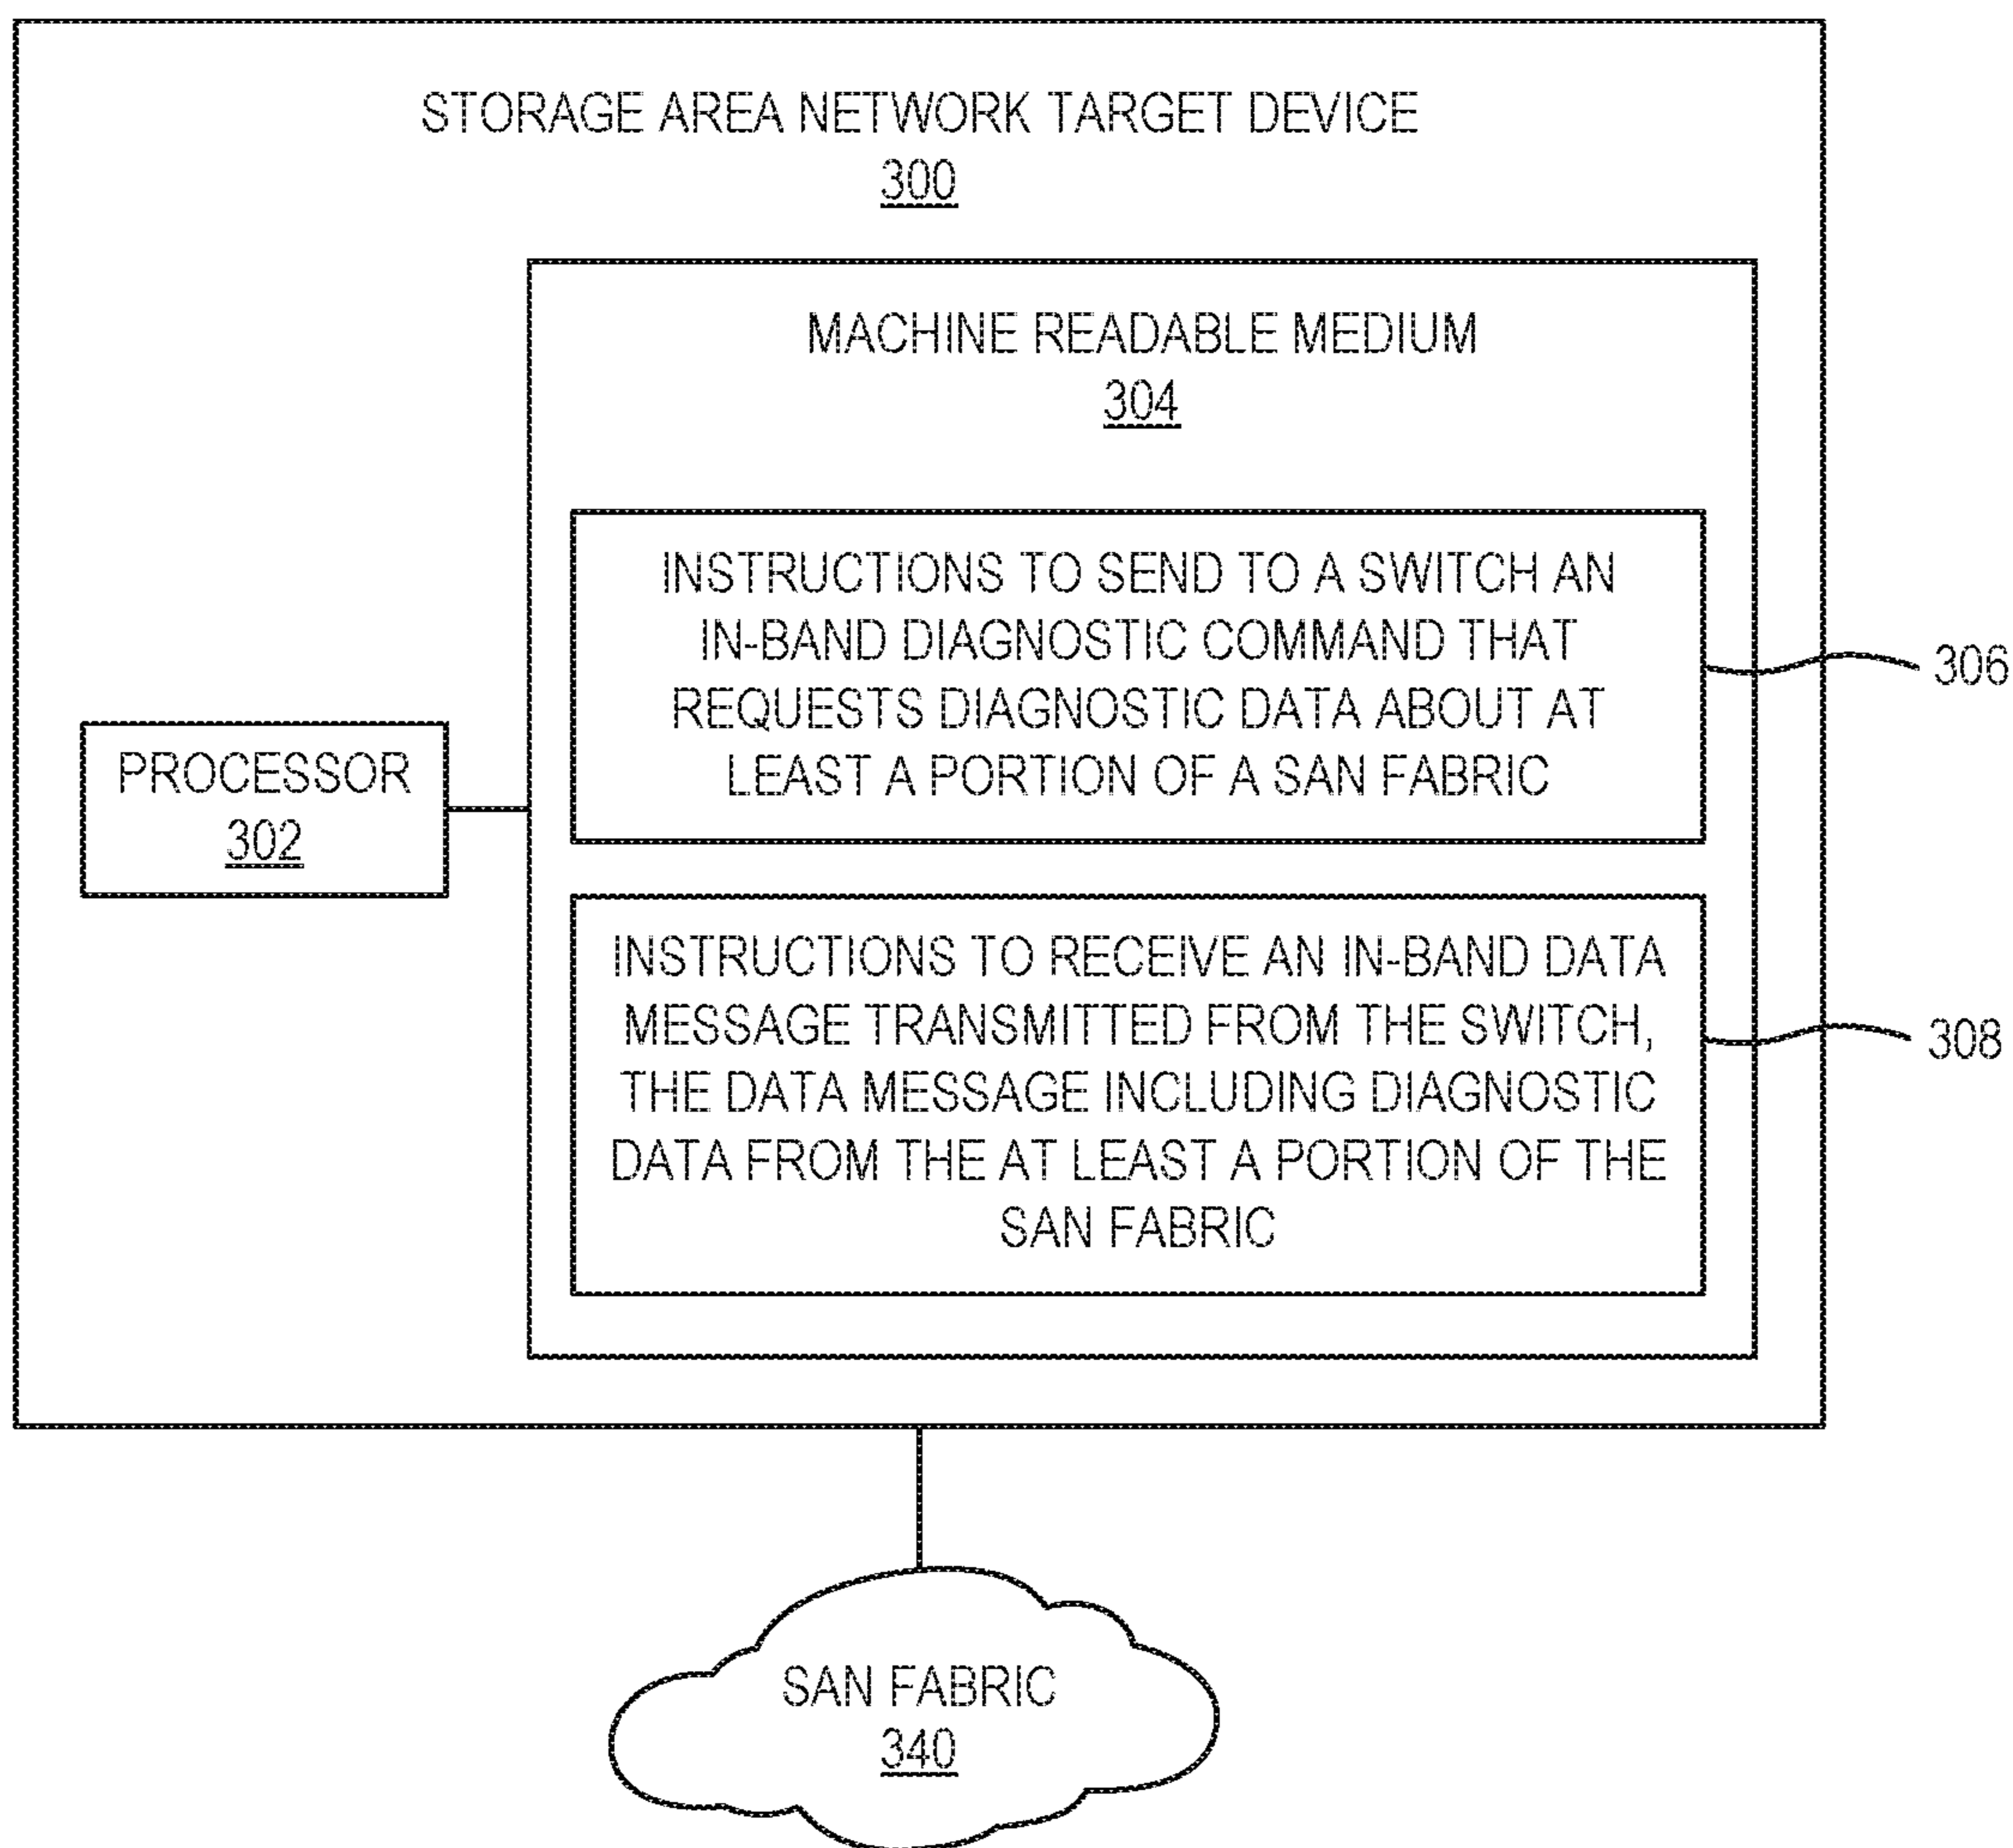 STORAGE AREA NETWORK TARGET DEVICE
300
MACHINE READABLE MEDIUM
304
INSTRUCTIONS TO SEND TO A SWITCH AN
IN-BAND DIAGNOSTIC COMMAND THAT
REQUESTS DIAGNOSTIC DATA ABOUT AT
LEAST A PORTION OF A SAN FABRIC
306
PROCESSOR
302
INSTRUCTIONS TO RECEIVE AN IN-BAND DATA
MESSAGE TRANSMITTED FROM THE SWITCH,
THE DATA MESSAGE INCLUDING DIAGNOSTIC
DATA FROM THE AT LEAST A PORTION OF THE
SAN FABRIC
308
SAN FABRIC
340